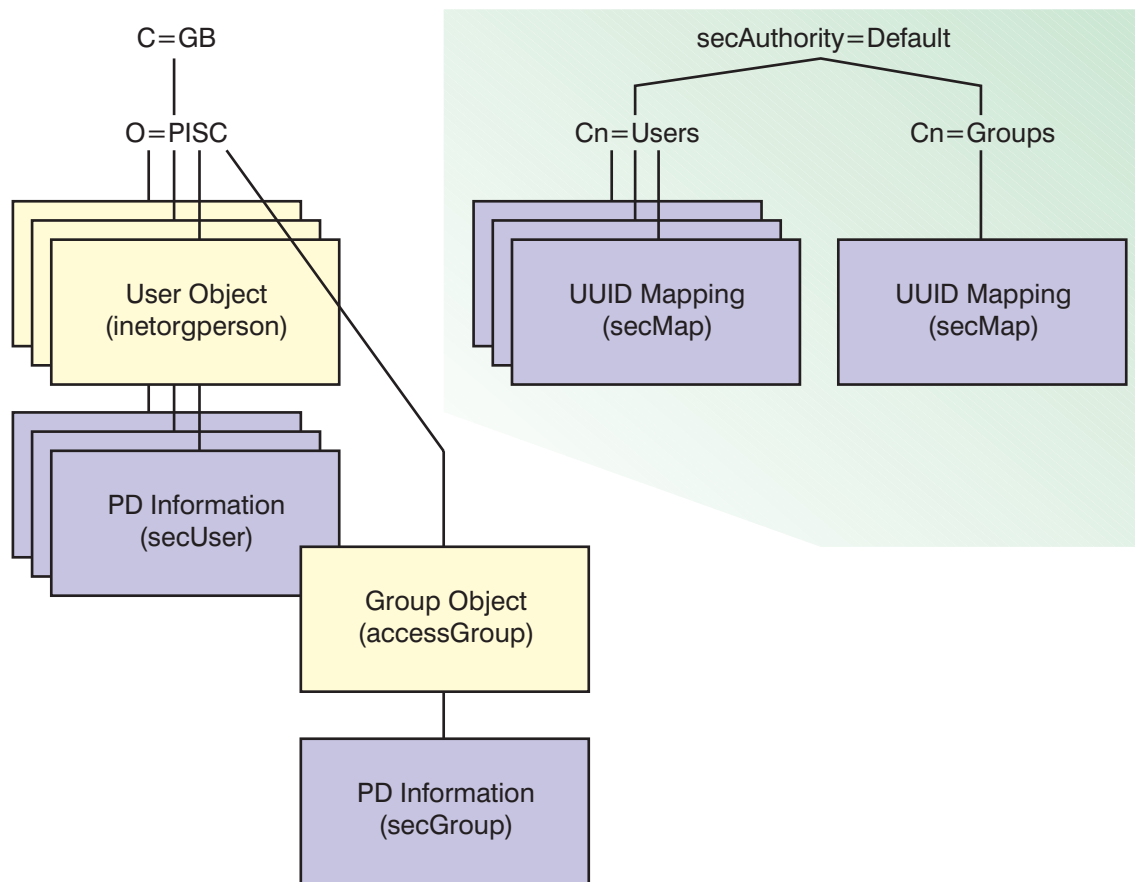 C=GB
secAuthority=Default
O=PISC
Cn=Users
Cn=Groups
User Object
(inetorgperson)
UUID Mapping
(secMap)
UUID Mapping
(secMap)
PD Information
(secUser)
Group Object
(accessGroup)
PD Information
(secGroup)